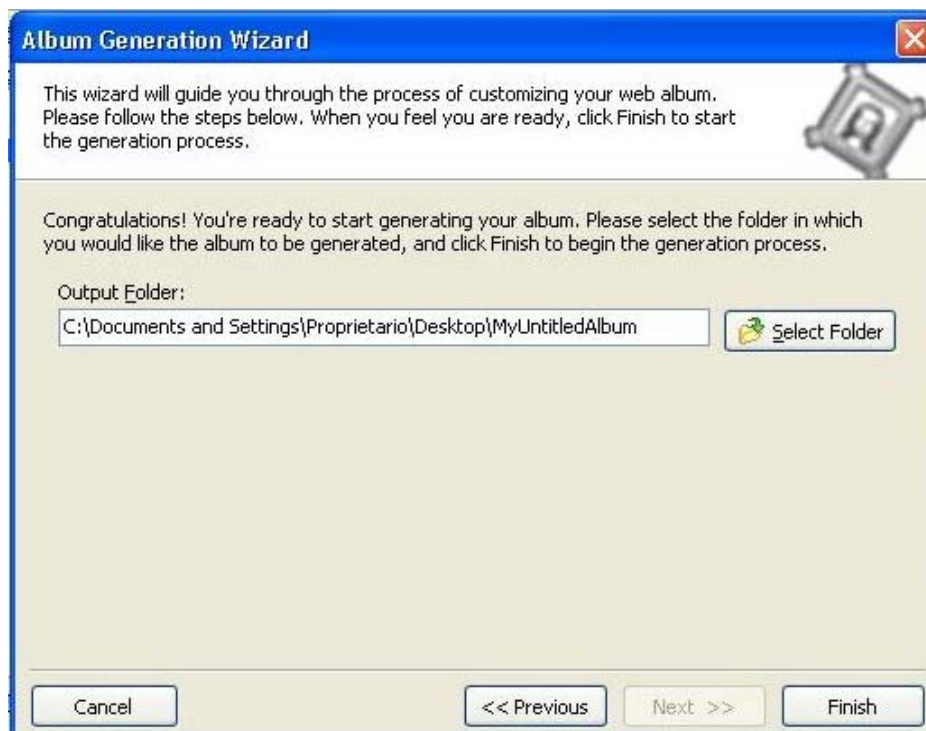 Album Generation Wizard
This wizard will guide you through the process of customizing your web album.
Please follow the steps below. When you feel you are ready, click Finish to start
the generation process.
Congratulations! You're ready to start generating your album. Please select the folder in which
you would like the album to be generated, and click Finish to begin the generation process.
Output Folder:
C:\Documents and Settings\Proprietario\Desktop\MyUntitledAlbum
Select Folder
Cancel
<< Previous
Next >>
Finish